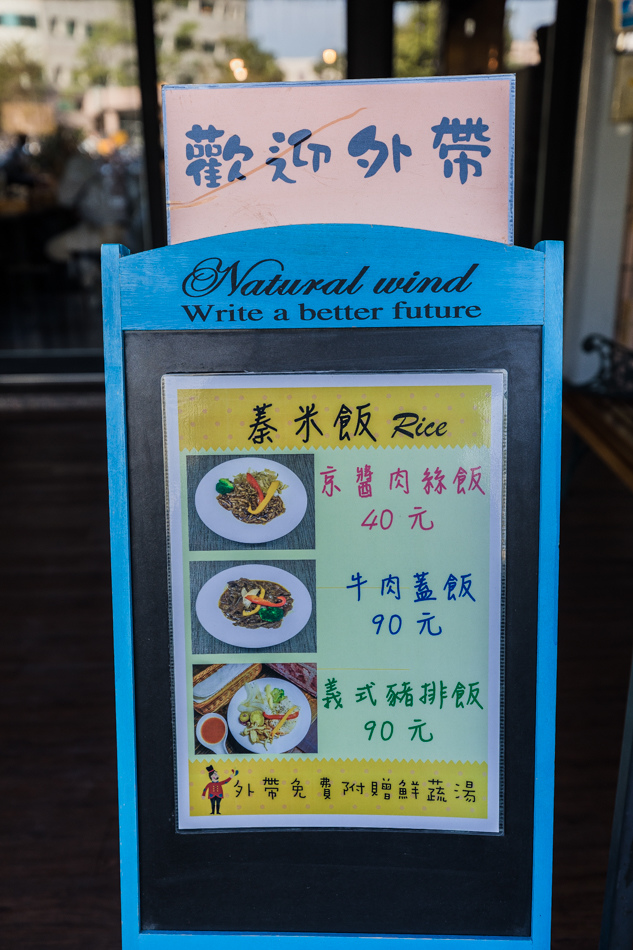 歡迎外帶
Natural wind
Write a better future
蓁米飯 Rice
京醬肉絲飯
40 元
牛肉蓋飯
90 元
義式豬排飯
90 元
外帶免費附贈鮮蔬湯